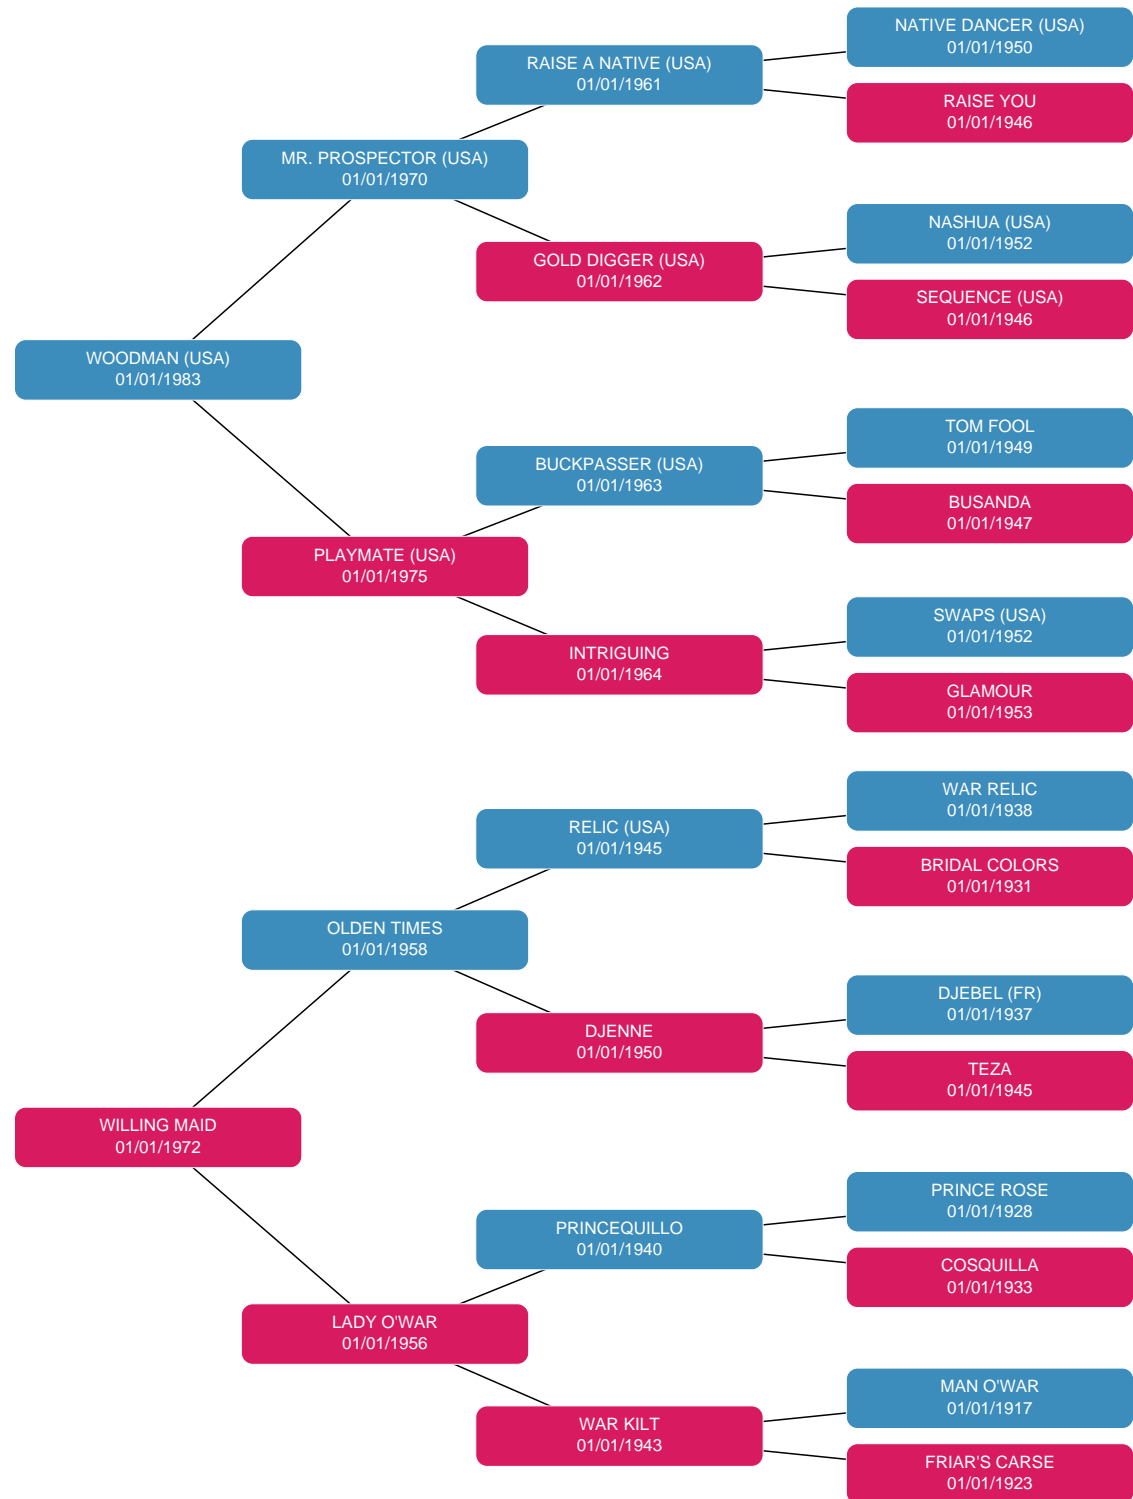 NATIVE DANCER (USA)
01/01/1950
RAISE A NATIVE (USA)
01/01/1961
RAISE YOU
01/01/1946
MR. PROSPECTOR (USA)
01/01/1970
NASHUA (USA)
01/01/1952
GOLD DIGGER (USA)
01/01/1962
SEQUENCE (USA)
01/01/1946
WOODMAN (USA)
01/01/1983
TOM FOOL
01/01/1949
BUCKPASSER (USA)
01/01/1963
BUSANDA
01/01/1947
PLAYMATE (USA)
01/01/1975
SWAPS (USA)
01/01/1952
INTRIGUING
01/01/1964
GLAMOUR
01/01/1953
WAR RELIC
01/01/1938
RELIC (USA)
01/01/1945
BRIDAL COLORS
01/01/1931
OLDEN TIMES
01/01/1958
DJEBEL (FR)
01/01/1937
DJENNE
01/01/1950
TEZA
01/01/1945
WILLING MAID
01/01/1972
PRINCE ROSE
01/01/1928
PRINCEQUILLO
01/01/1940
COSQUILLA
01/01/1933
LADY O'WAR
01/01/1956
MAN O'WAR
01/01/1917
WAR KILT
01/01/1943
FRIAR'S CARSE
01/01/1923